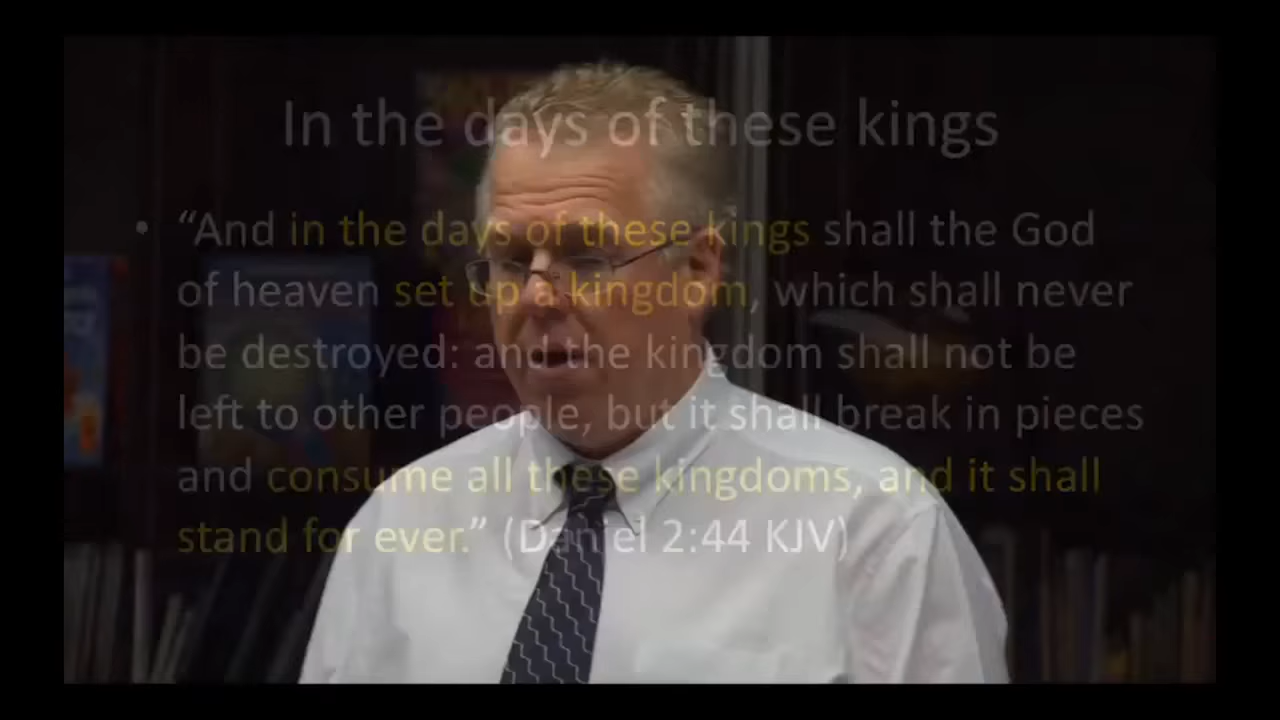 In the days of these kings
• “And in the days of these kings shall the God
of heaven set up a kingdom, which shall never
be destroyed: and the kingdom shall not be
left to other people, but it shall break in pieces
and consume all these kingdoms, and it shall
stand for ever.” (Daniel 2:44 KJV)